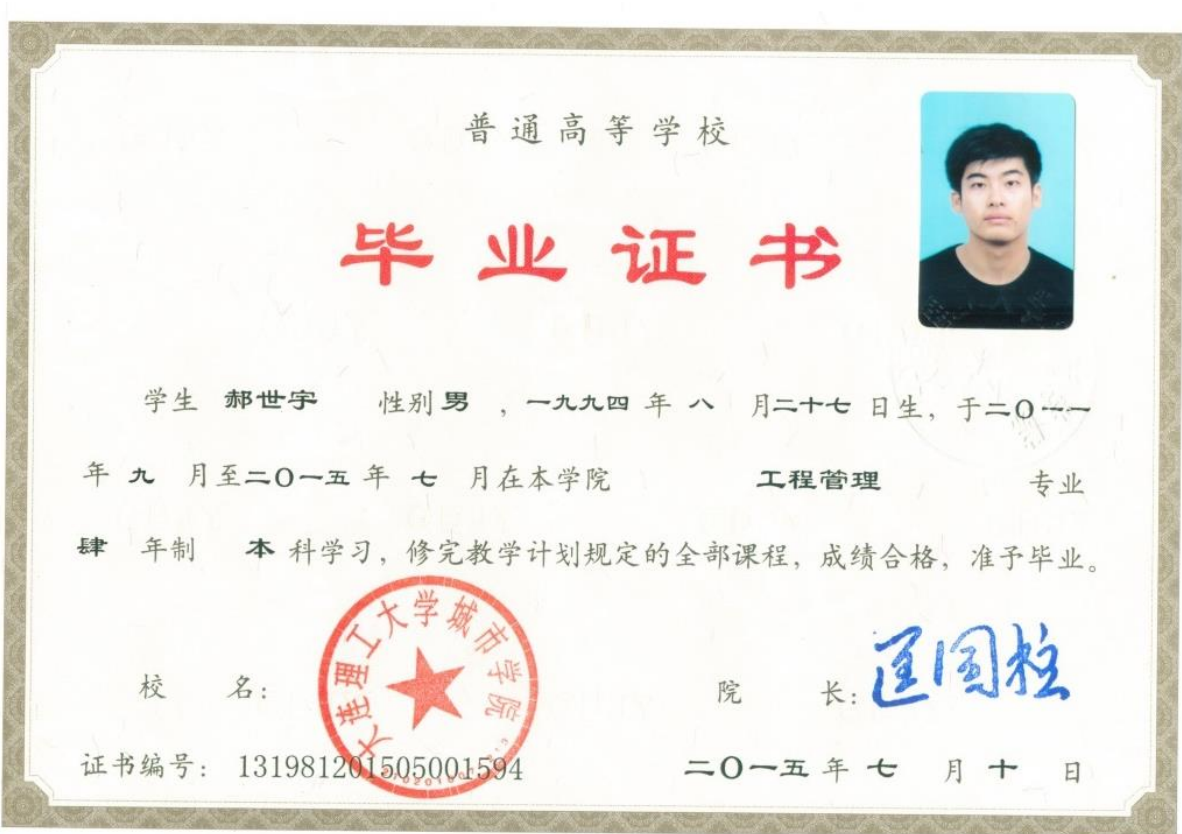 普通高等学校
毕业证书
学生 郝世宇 性别 男 ，一九九四 年 八 月二十七 日生，于二〇一一
年 九 月至二〇一五 年 七 月在本学院 工程管理 专业
肆 年制 本 科学习，修完教学计划规定的全部课程，成绩合格，准予毕业。
大连理工大学城市学院
校 名：
院 长：
证书编号： 131981201505001594
二〇一五 年 七 月 十 日